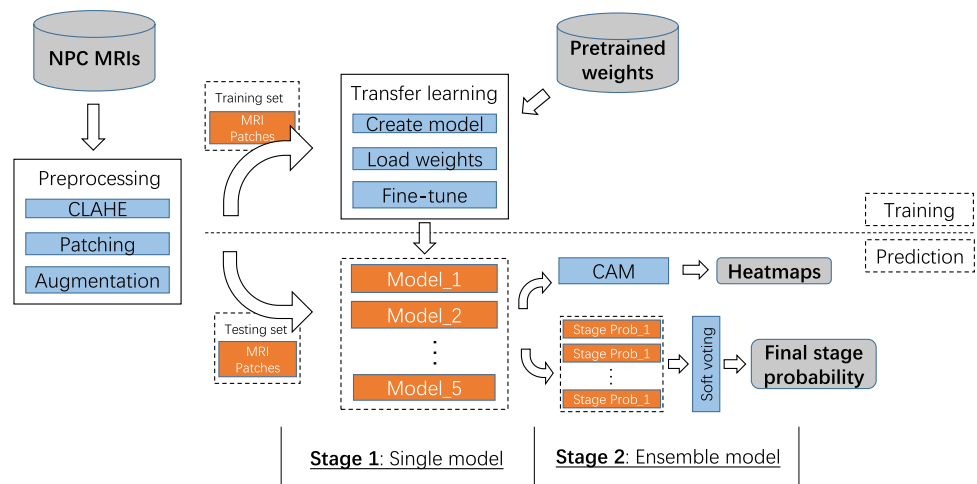 NPC MRIs
Pretrained
weights
Training set
MRI
Patches
Transfer learning
Create model
Load weights
Fine-tune
Preprocessing
CLAHE
Patching
Augmentation
Training
Prediction
Testing set
MRI
Patches
Model_1
Model_2
⋮
Model_5
CAM
Heatmaps
Stage Prob_1
Stage Prob_1
⋮
Stage Prob_1
Soft voting
Final stage
probability
Stage 1: Single model
Stage 2: Ensemble model